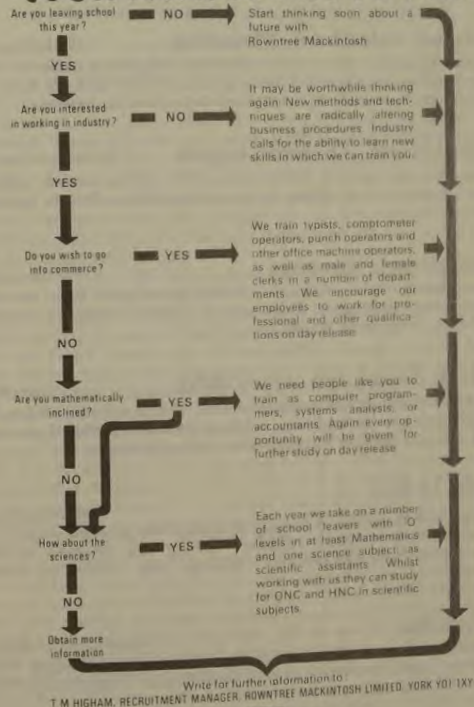 Are you leaving school
this year?
NO
Start thinking soon about a
future with
Rowntree Mackintosh
YES
Are you interested
in working in industry?
NO
It may be worthwhile thinking
again. New methods and tech-
niques are radically altering
business procedures. Industry
calls for the ability to learn new
skills in which we can train you.
YES
Do you wish to go
into commerce?
YES
We train typists, comptometer
operators, punch operators and
other office machine operators,
as well as male and female
clerks in a number of depart-
ments. We encourage our
employees to work for pro-
fessional and other qualifica-
tions on day release
NO
Are you mathematically
inclined?
YES
We need people like you to
train as computer program-
mers, systems analysts, or
accountants. Again every op-
portunity will be given for
further study on day release
NO
How about the
sciences?
YES
Each year we take on a number
of school leavers with 'O'
levels in at least Mathematics
and one science subject, as
scientific assistants. Whilst
working with us they can study
for ONC and HNC in scientific
subjects.
NO
Obtain more
information
Write for further information to:
T M HIGHAM, RECRUITMENT MANAGER, ROWNTREE MACKINTOSH LIMITED, YORK YO1 1XY